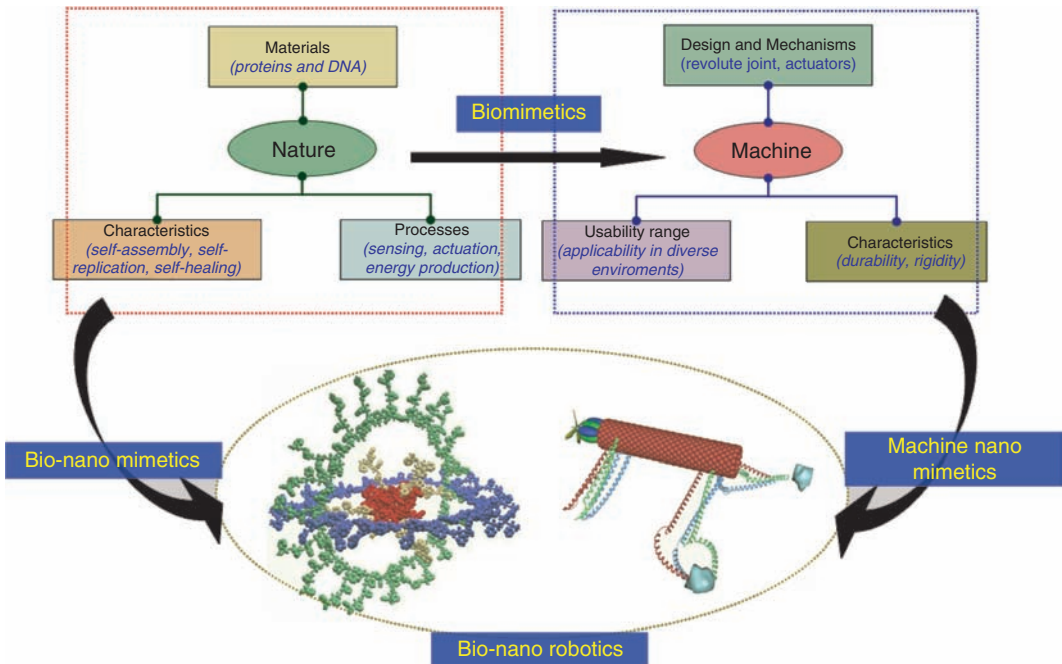 Materials
(proteins and DNA)
Nature
Characteristics
(self-assembly, self-
replication, self-healing)
Processes
(sensing, actuation,
energy production)
Biomimetics
Design and Mechanisms
(revolute joint, actuators)
Machine
Usability range
(applicability in diverse
enviroments)
Characteristics
(durability, rigidity)
Bio-nano mimetics
Machine nano
mimetics
Bio-nano robotics